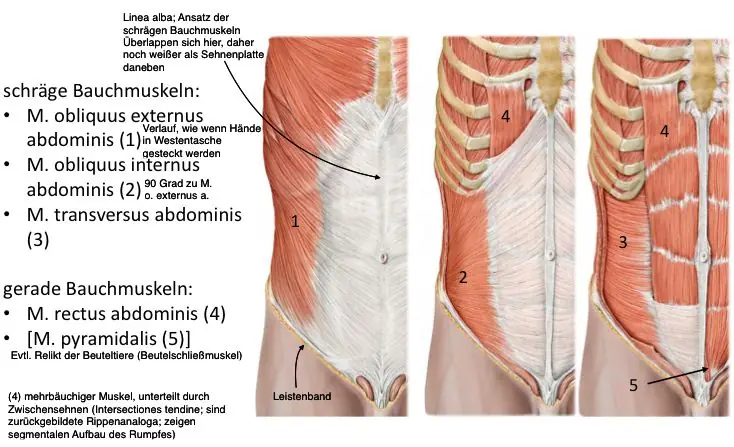 Linea alba; Ansatz der
schrägen Bauchmuskeln
Überlappen sich hier, daher
noch weißer als Sehnenplatte
daneben
schräge Bauchmuskeln:
• M. obliquus externus
abdominis (1)
Verlauf, wie wenn Hände
in Westentasche
gesteckt werden
• M. obliquus internus
abdominis (2)
90 Grad zu M.
o. externus a.
• M. transversus abdominis
(3)
gerade Bauchmuskeln:
• M. rectus abdominis (4)
• [M. pyramidalis (5)]
Evtl. Relikt der Beuteltiere (Beutelschließmuskel)
(4) mehrbäuchiger Muskel, unterteilt durch
Zwischensehnen (Intersectiones tendine; sind
zurückgebildete Rippenanaloga; zeigen
segmentalen Aufbau des Rumpfes)
1
Leistenband
4
2
4
3
5